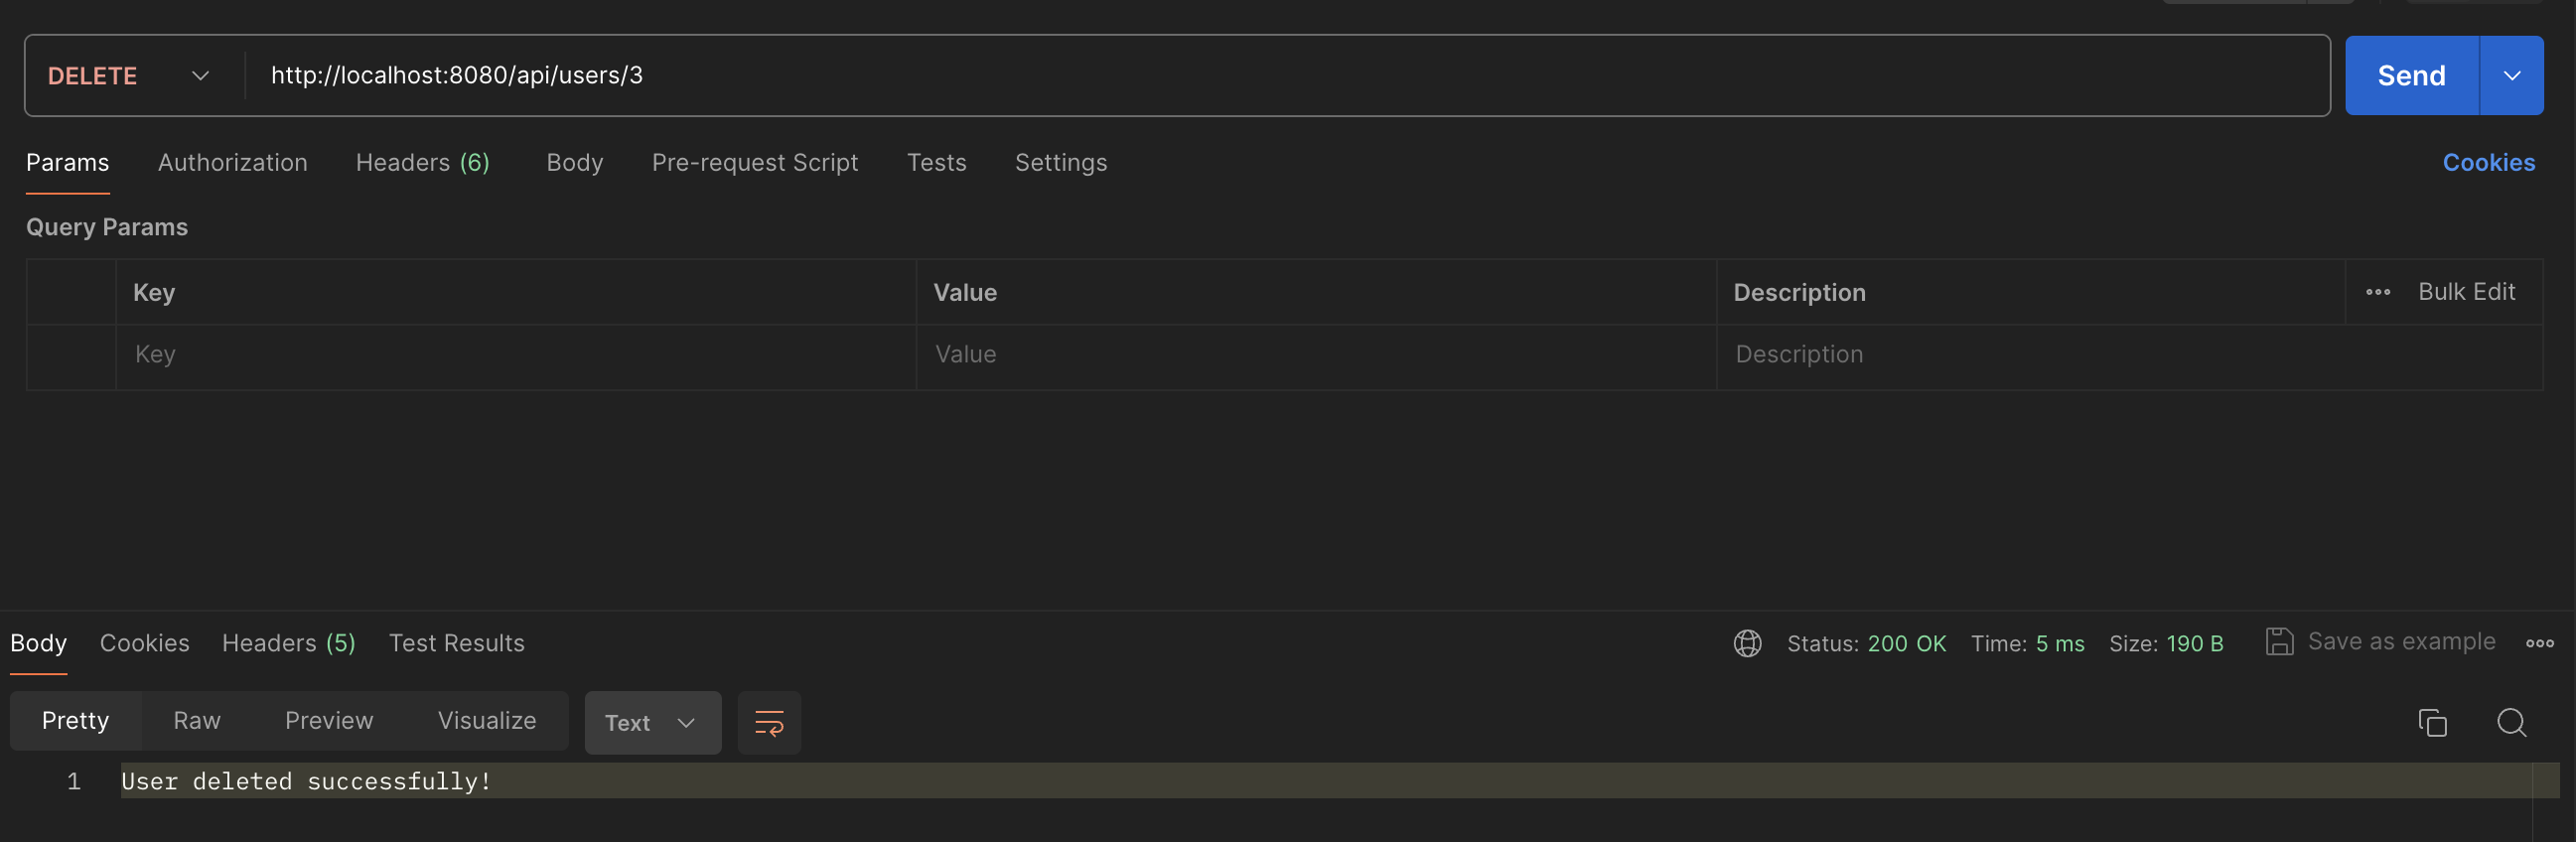 DELETE http://localhost:8080/api/users/3 Send
Params Authorization Headers (6) Body Pre-request Script Tests Settings Cookies
Query Params
Key Value Description Bulk Edit
Key Value Description
Body Cookies Headers (5) Test Results Status: 200 OK Time: 5 ms Size: 190 B Save as example
Pretty Raw Preview Visualize Text
1 User deleted successfully!